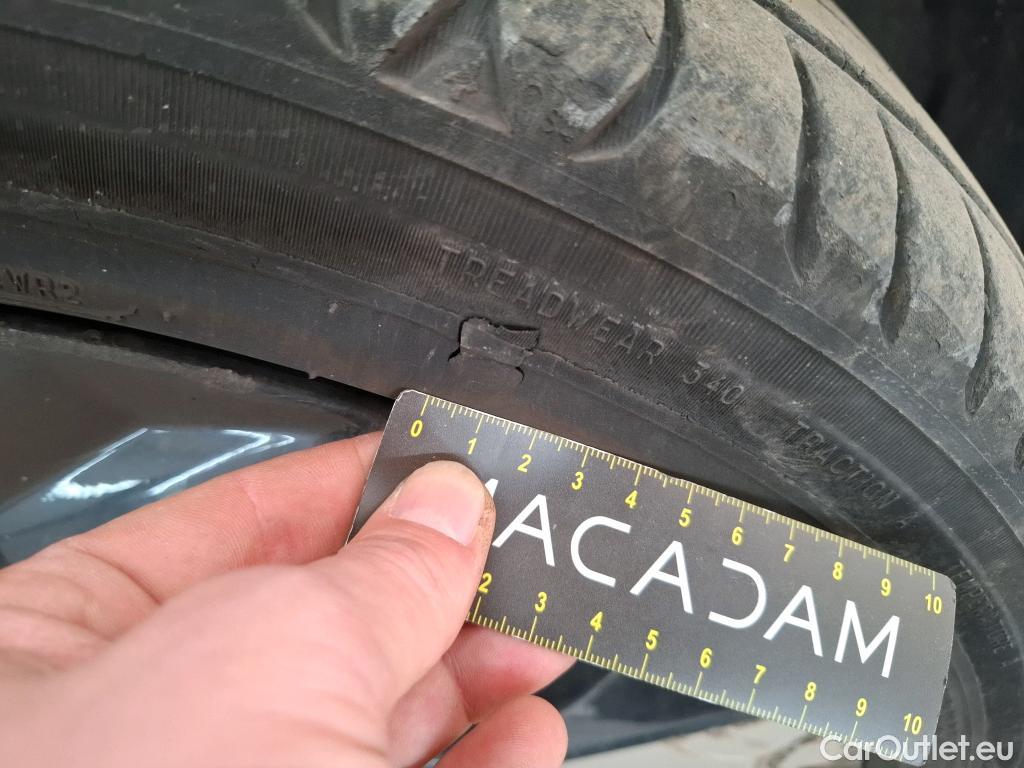 TREADWEAR 340 TRACTION A
WR2
0 1 2 3 4 5 6 7 8 9 10
MACADAM
2 3 4 5 6 7 8 9 10
CarOutlet.eu